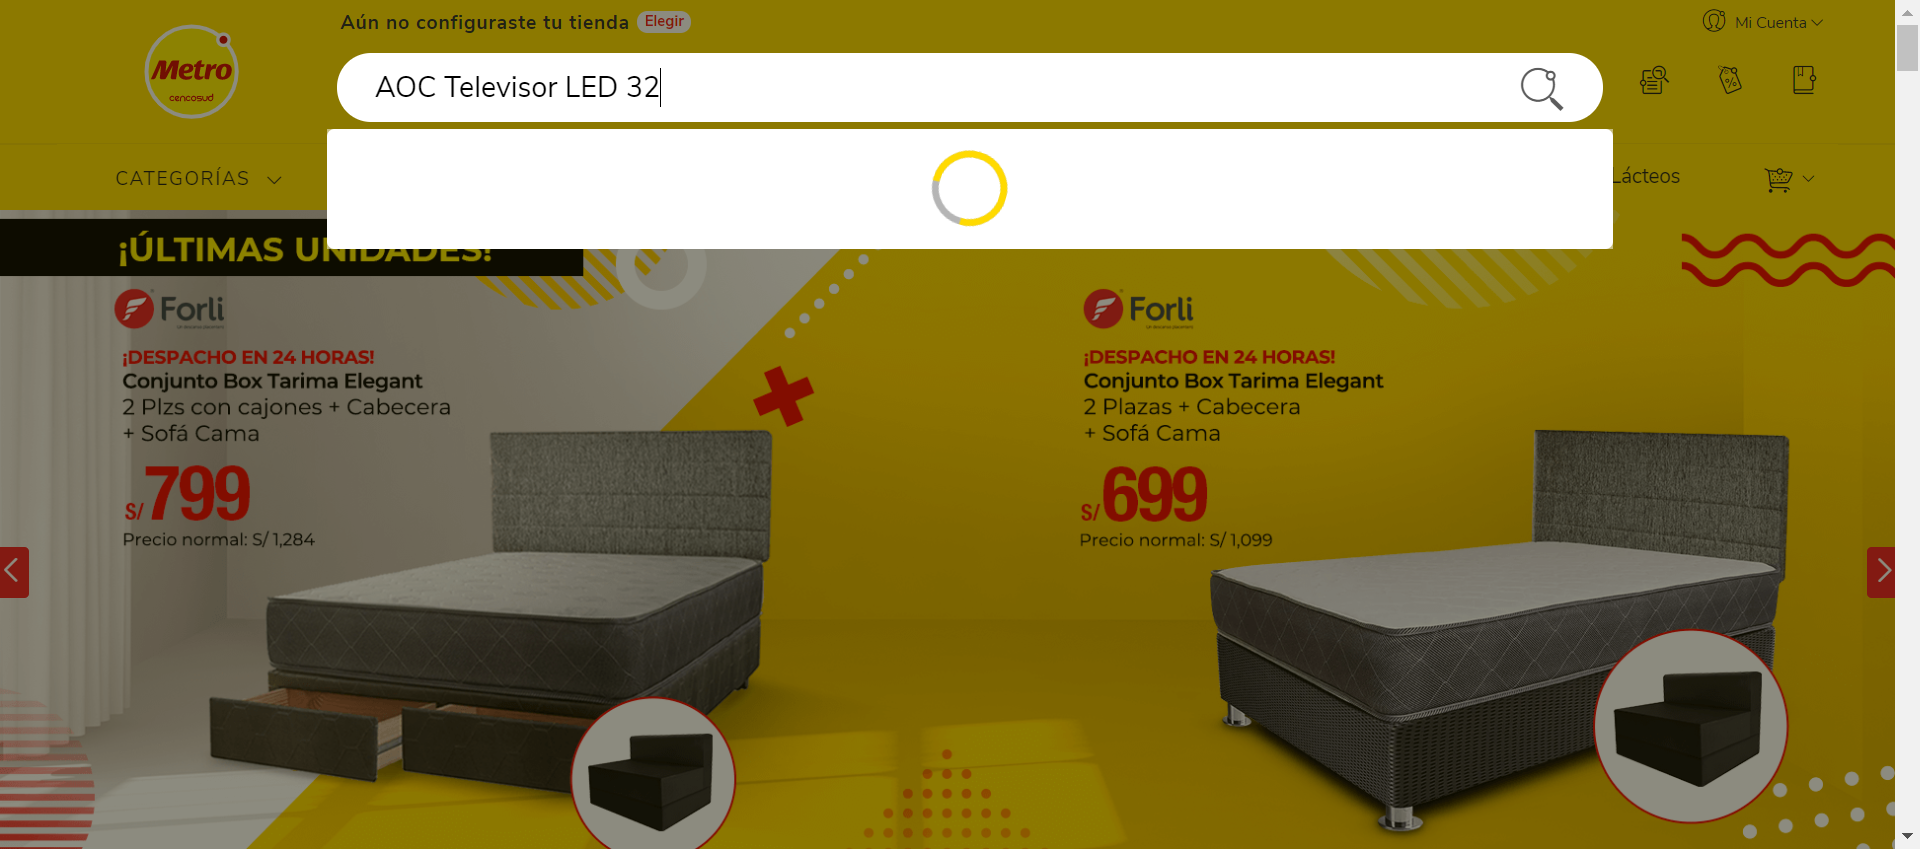 Aún no configuraste tu tienda Elegir
Mi Cuenta
Metro
cencosud
AOC Televisor LED 32
CATEGORÍAS
Lácteos
¡ÚLTIMAS UNIDADES!
Forli
¡DESPACHO EN 24 HORAS!
Conjunto Box Tarima Elegant
2 Plzs con cajones + Cabecera
+ Sofá Cama
S/799
Precio normal: S/ 1,284
Forli
¡DESPACHO EN 24 HORAS!
Conjunto Box Tarima Elegant
2 Plazas + Cabecera
+ Sofá Cama
S/699
Precio normal: S/ 1,099